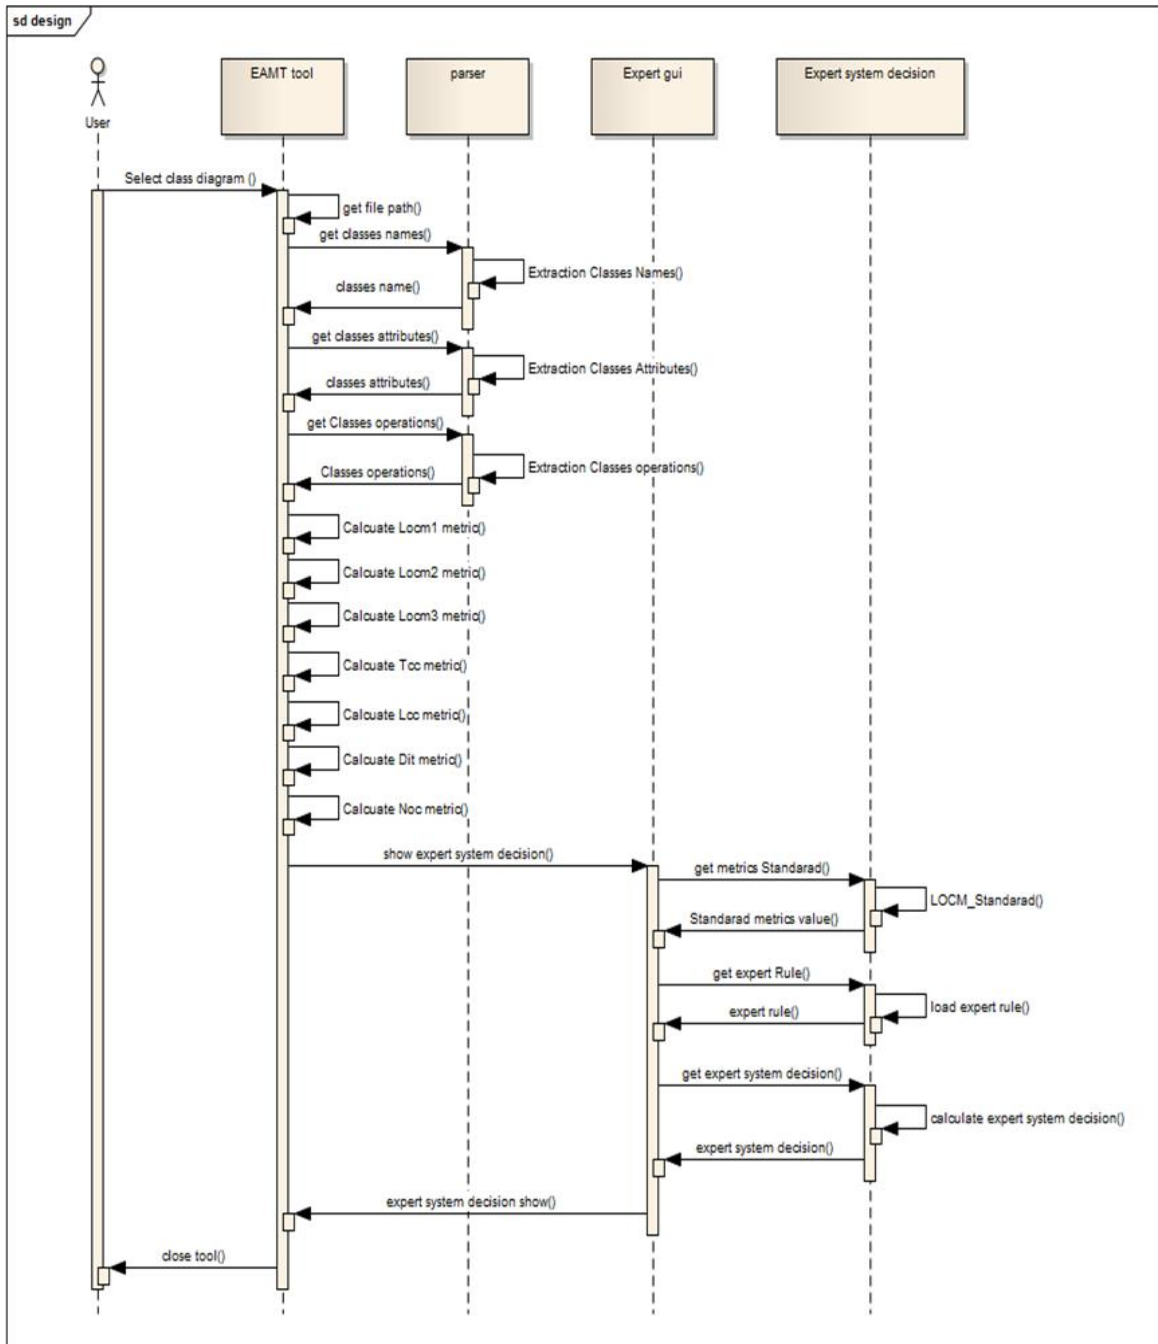 sd design
User
EAMT tool
parser
Expert gui
Expert system decision
Select class diagram ()
get file path()
get classes names()
Extraction Classes Names()
classes name()
get classes attributes()
Extraction Classes Attributes()
classes attributes()
get Classes operations()
Extraction Classes operations()
Classes operations()
Calcuate Locm1 metric()
Calcuate Locm2 metric()
Calcuate Locm3 metric()
Calcuate Tcc metric()
Calcuate Lcc metric()
Calcuate Dit metric()
Calcuate Noc metric()
show expert system decision()
get metrics Standarad()
LOCM_Standarad()
Standarad metrics value()
get expert Rule()
load expert rule()
expert rule()
get expert system decision()
calculate expert system decision()
expert system decision()
expert system decision show()
close tool()